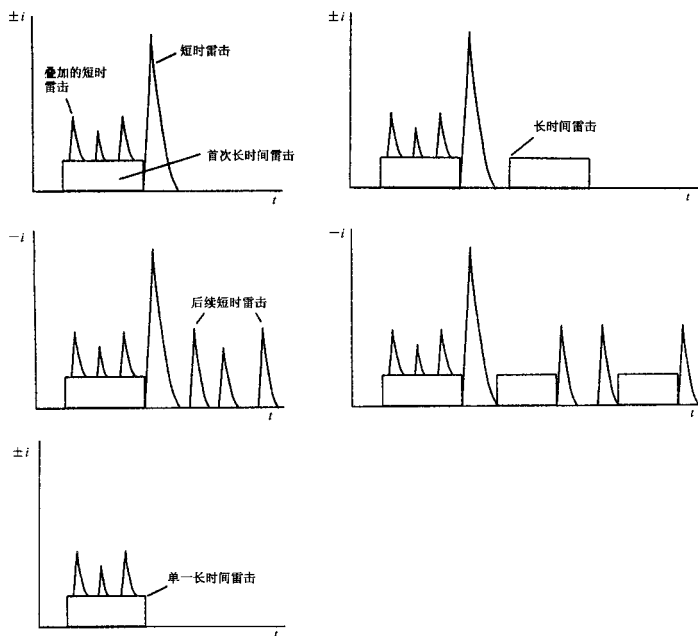 ±i
短时雷击
叠加的短时
雷击
首次长时间雷击
t
±i
长时间雷击
t
—i
后续短时雷击
t
—i
t
±i
单一长时间雷击
t